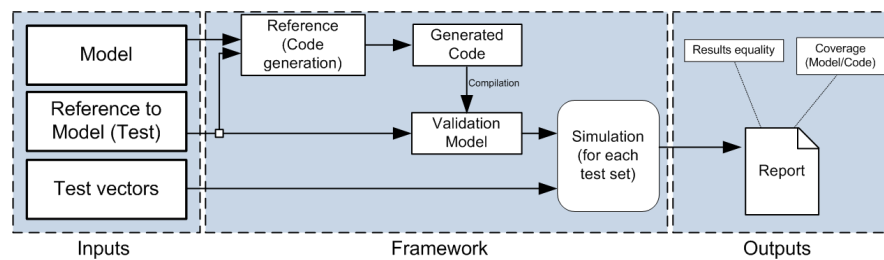 Model
Reference to
Model (Test)
Test vectors
Inputs
Reference
(Code
generation)
Generated
Code
Compilation
Validation
Model
Simulation
(for each
test set)
Framework
Results equality
Coverage
(Model/Code)
Report
Outputs